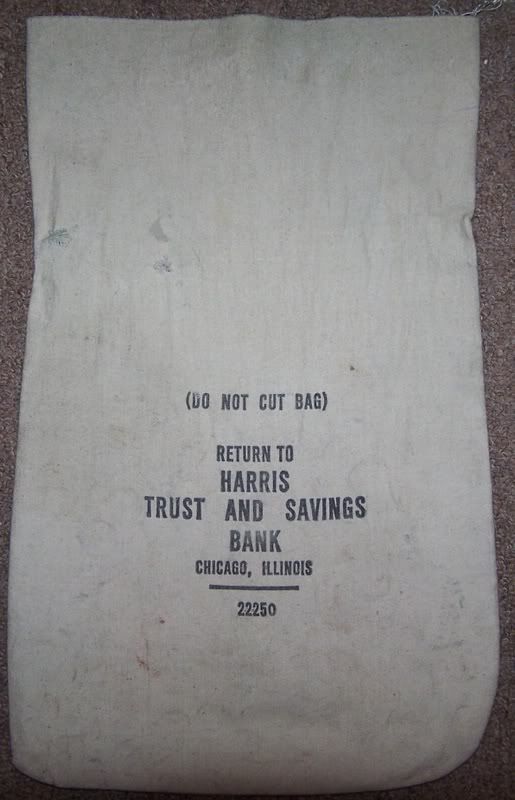 (DO NOT CUT BAG)
RETURN TO
HARRIS
TRUST AND SAVINGS
BANK
CHICAGO, ILLINOIS
22250